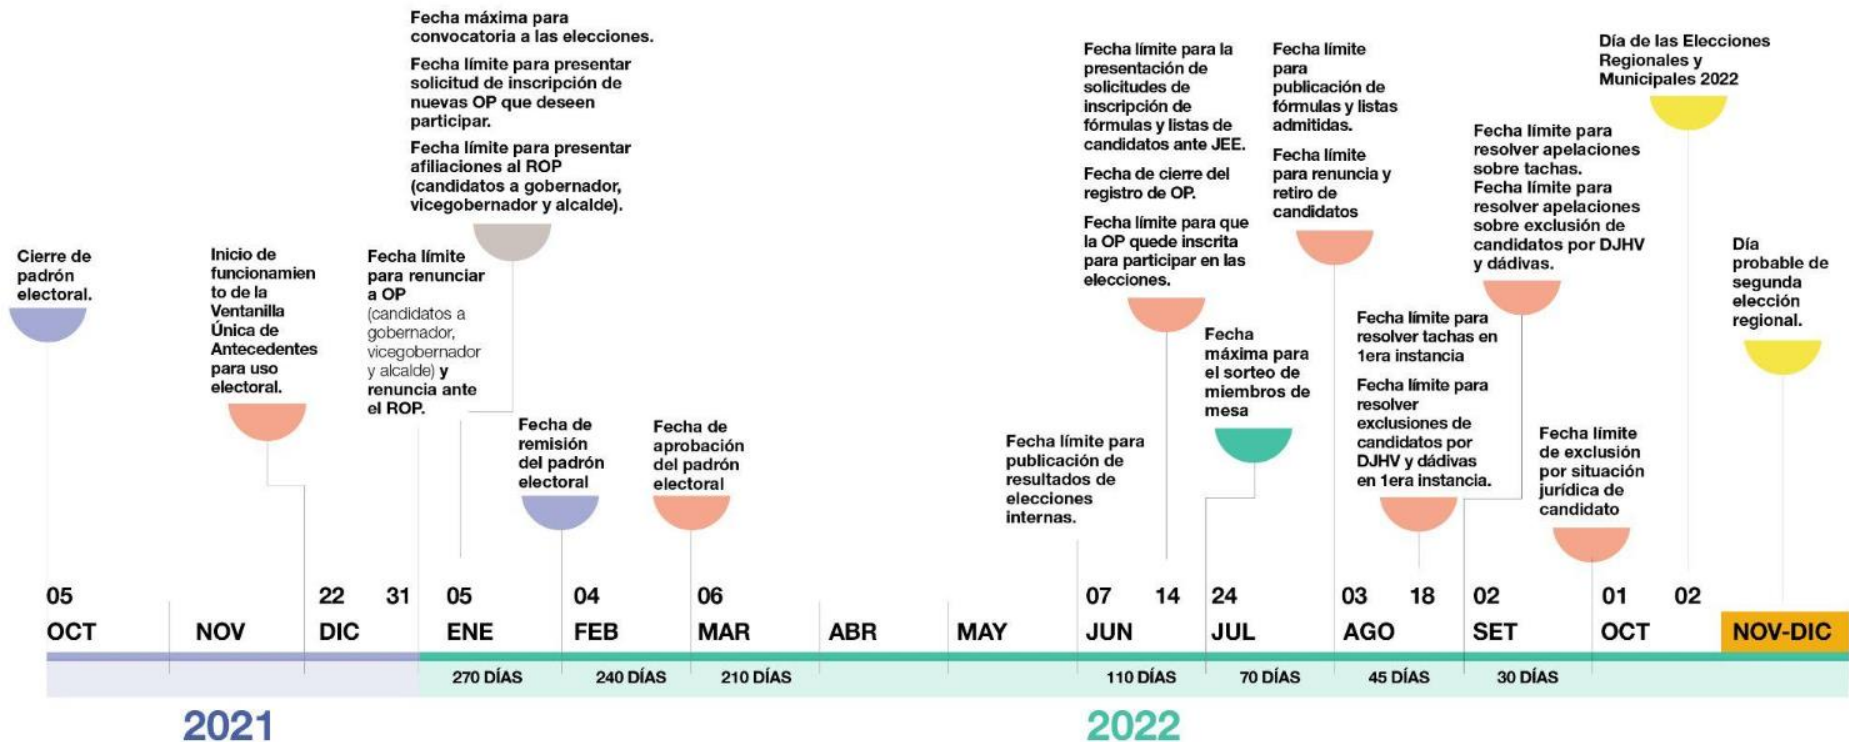 Cierre de
padrón
electoral.
Inicio de
funcionamien
to de la
Ventanilla
Única de
Antecedentes
para uso
electoral.
Fecha límite
para renunciar
a OP
(candidatos a
gobernador,
vicegobernador
y alcalde) y
renuncia ante
el ROP.
Fecha máxima para
convocatoria a las elecciones.
Fecha límite para presentar
solicitud de inscripción de
nuevas OP que deseen
participar.
Fecha límite para presentar
afiliaciones al ROP
(candidatos a gobernador,
vicegobernador y alcalde).
Fecha de
remisión
del padrón
electoral
Fecha de
aprobación
del padrón
electoral
Fecha límite para
publicación de
resultados de
elecciones
internas.
Fecha límite para la
presentación de
solicitudes de
inscripción de
fórmulas y listas de
candidatos ante JEE.
Fecha de cierre del
registro de OP.
Fecha límite para que
la OP quede inscrita
para participar en las
elecciones.
Fecha
máxima para
el sorteo de
miembros de
mesa
Fecha límite
para
publicación de
fórmulas y listas
admitidas.
Fecha límite
para renuncia y
retiro de
candidatos
Fecha límite para
resolver tachas en
1era instancia
Fecha límite para
resolver
exclusiones de
candidatos por
DJHV y dádivas
en 1era instancia.
Fecha límite para
resolver apelaciones
sobre tachas.
Fecha límite para
resolver apelaciones
sobre exclusión de
candidatos por DJHV
y dádivas.
Fecha límite
de exclusión
por situación
jurídica de
candidato
Día de las Elecciones
Regionales y
Municipales 2022
Día
probable de
segunda
elección
regional.
05 22 31 05 04 06 07 14 24 03 18 02 01 02
OCT NOV DIC ENE FEB MAR ABR MAY JUN JUL AGO SET OCT NOV-DIC
270 DÍAS 240 DÍAS 210 DÍAS 110 DÍAS 70 DÍAS 45 DÍAS 30 DÍAS
2021 2022